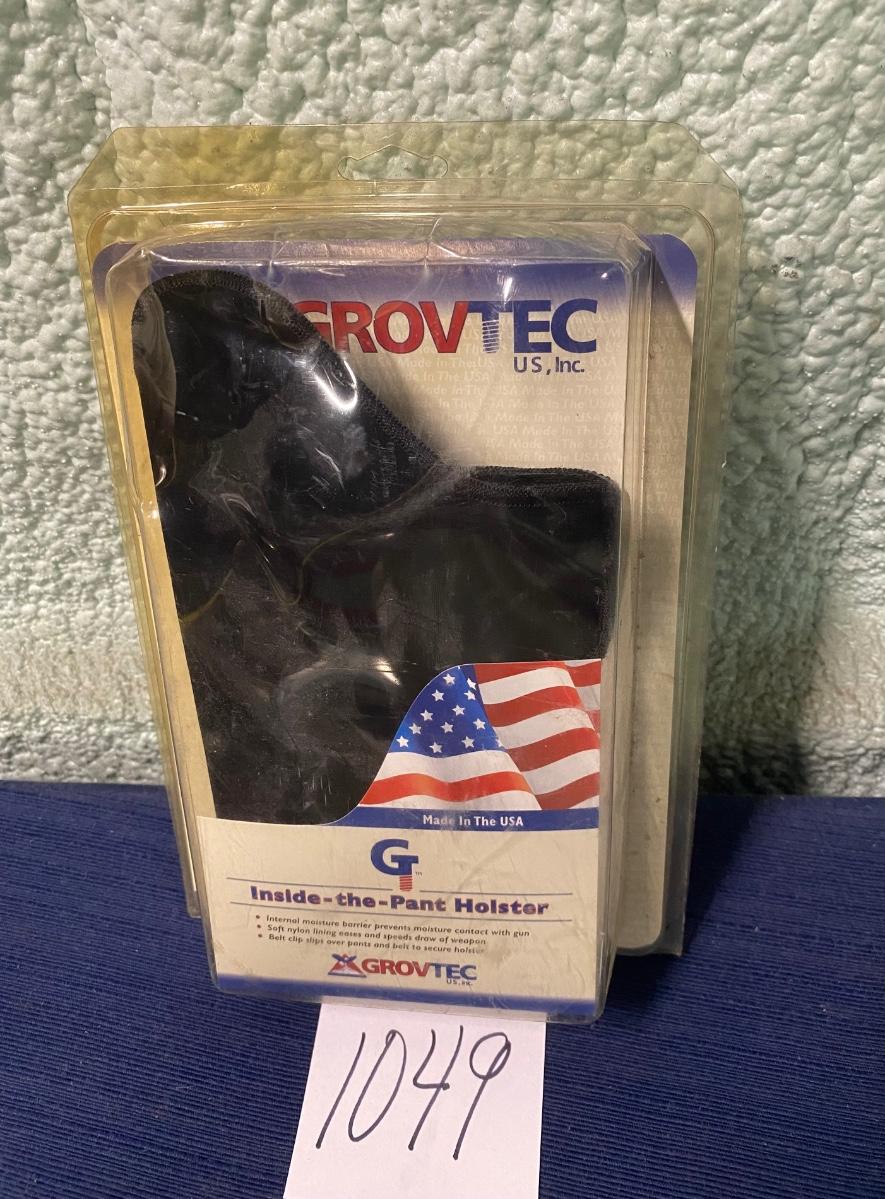 GROVTEC
US, Inc.
Made In The USA
GT™
Inside-the-Pant Holster
• Internal moisture barrier prevents moisture contact with gun
• Soft nylon lining eases and speeds draw of weapon
• Belt clip slips over pants and belt to secure holster
GROVTEC
US, Inc.
1049